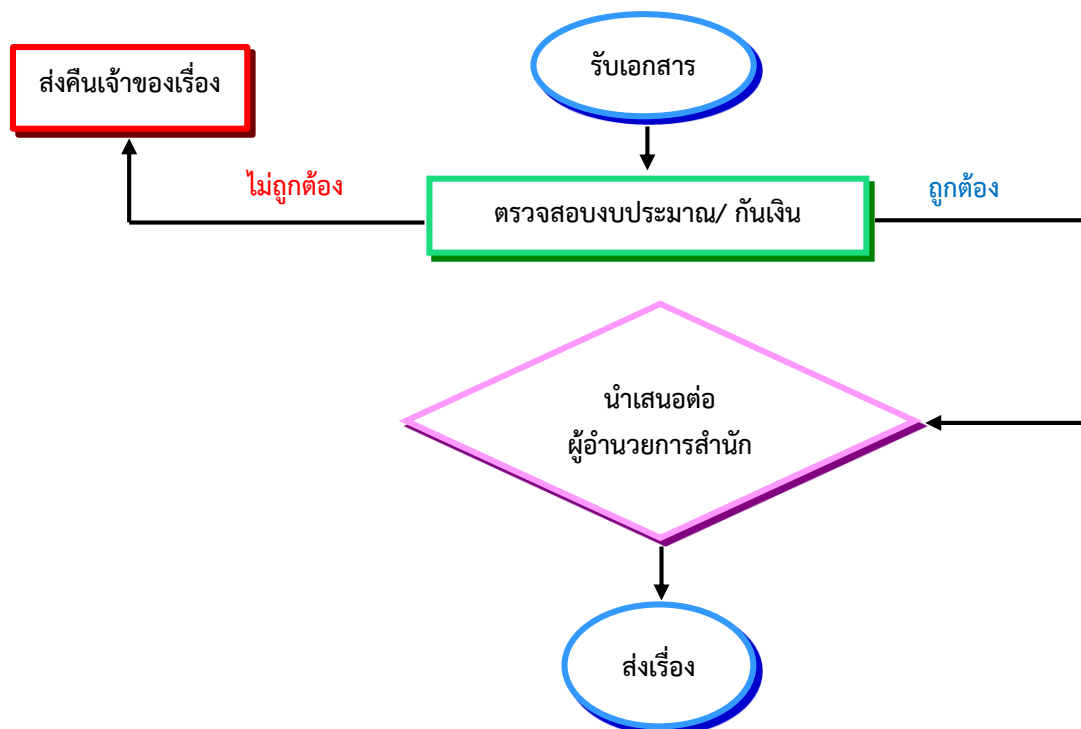 รับเอกสาร
ส่งคืนเจ้าของเรื่อง
ไม่ถูกต้อง
ถูกต้อง
ตรวจสอบงบประมาณ/ กันเงิน
นำเสนอต่อ
ผู้อำนวยการสำนัก
ส่งเรื่อง